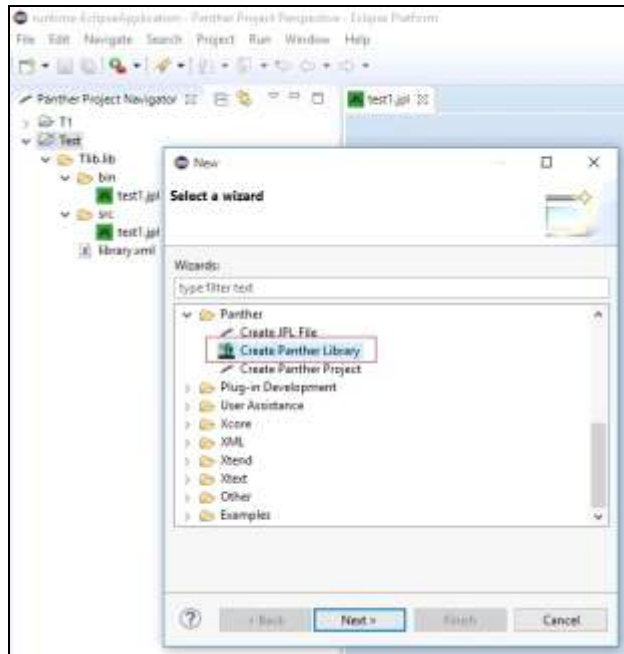 runtime-EclipseApplication - Panther Project Perspective - Eclipse Platform
File Edit Navigate Search Project Run Window Help
Panther Project Navigator
test1.jpl
T1
Test
Tlib.lib
bin
test1.jpl
src
test1.jpl
library.xml
New
Select a wizard
Wizards:
type filter text
Panther
Create JPL File
Create Panther Library
Create Panther Project
Plug-in Development
User Assistance
Xcore
XML
Xtend
Xtext
Other
Examples
< Back
Next >
Finish
Cancel